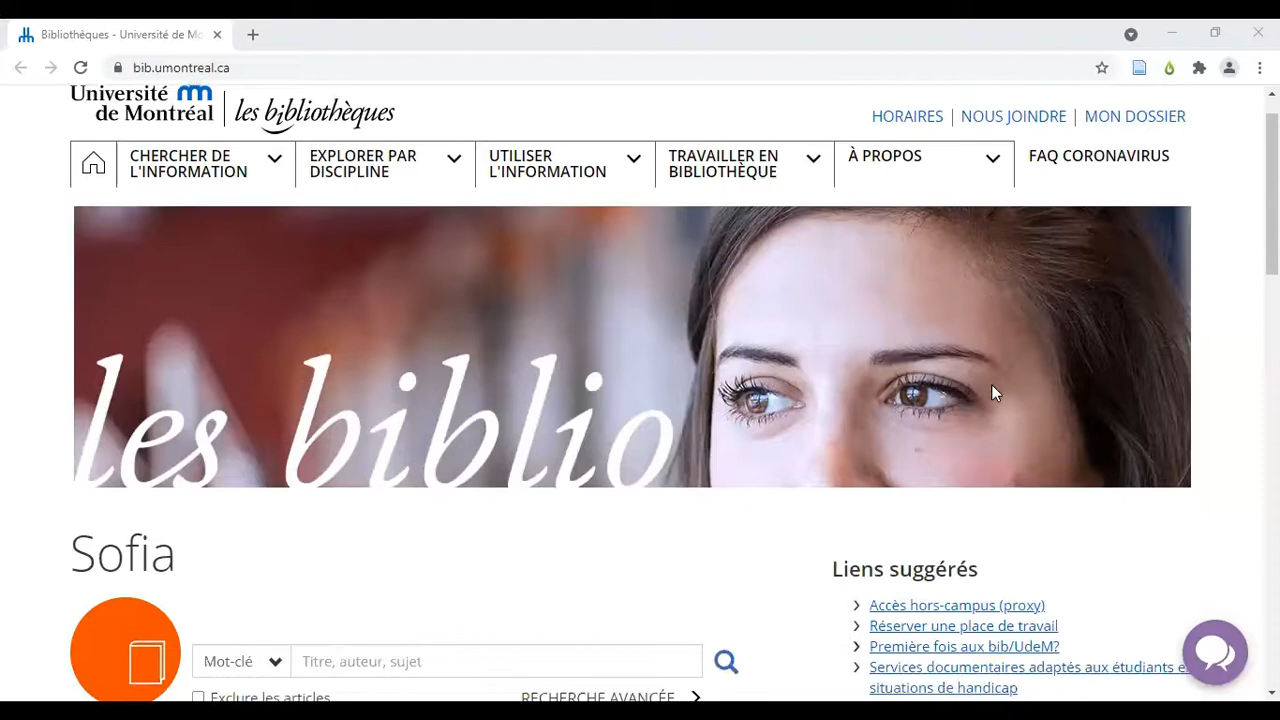 Bibliothèques - Université de Mo
bib.umontreal.ca
Université
de Montréal
les bibliothèques
HORAIRES | NOUS JOINDRE | MON DOSSIER
CHERCHER DE
L'INFORMATION
EXPLORER PAR
DISCIPLINE
UTILISER
L'INFORMATION
TRAVAILLER EN
BIBLIOTHÈQUE
À PROPOS
FAQ CORONAVIRUS
les biblio
Sofia
Mot-clé
Titre, auteur, sujet
Exclure les articles
RECHERCHE AVANCÉE
Liens suggérés
Accès hors-campus (proxy)
Réserver une place de travail
Première fois aux bib/UdeM?
Services documentaires adaptés aux étudiants e
situations de handicap